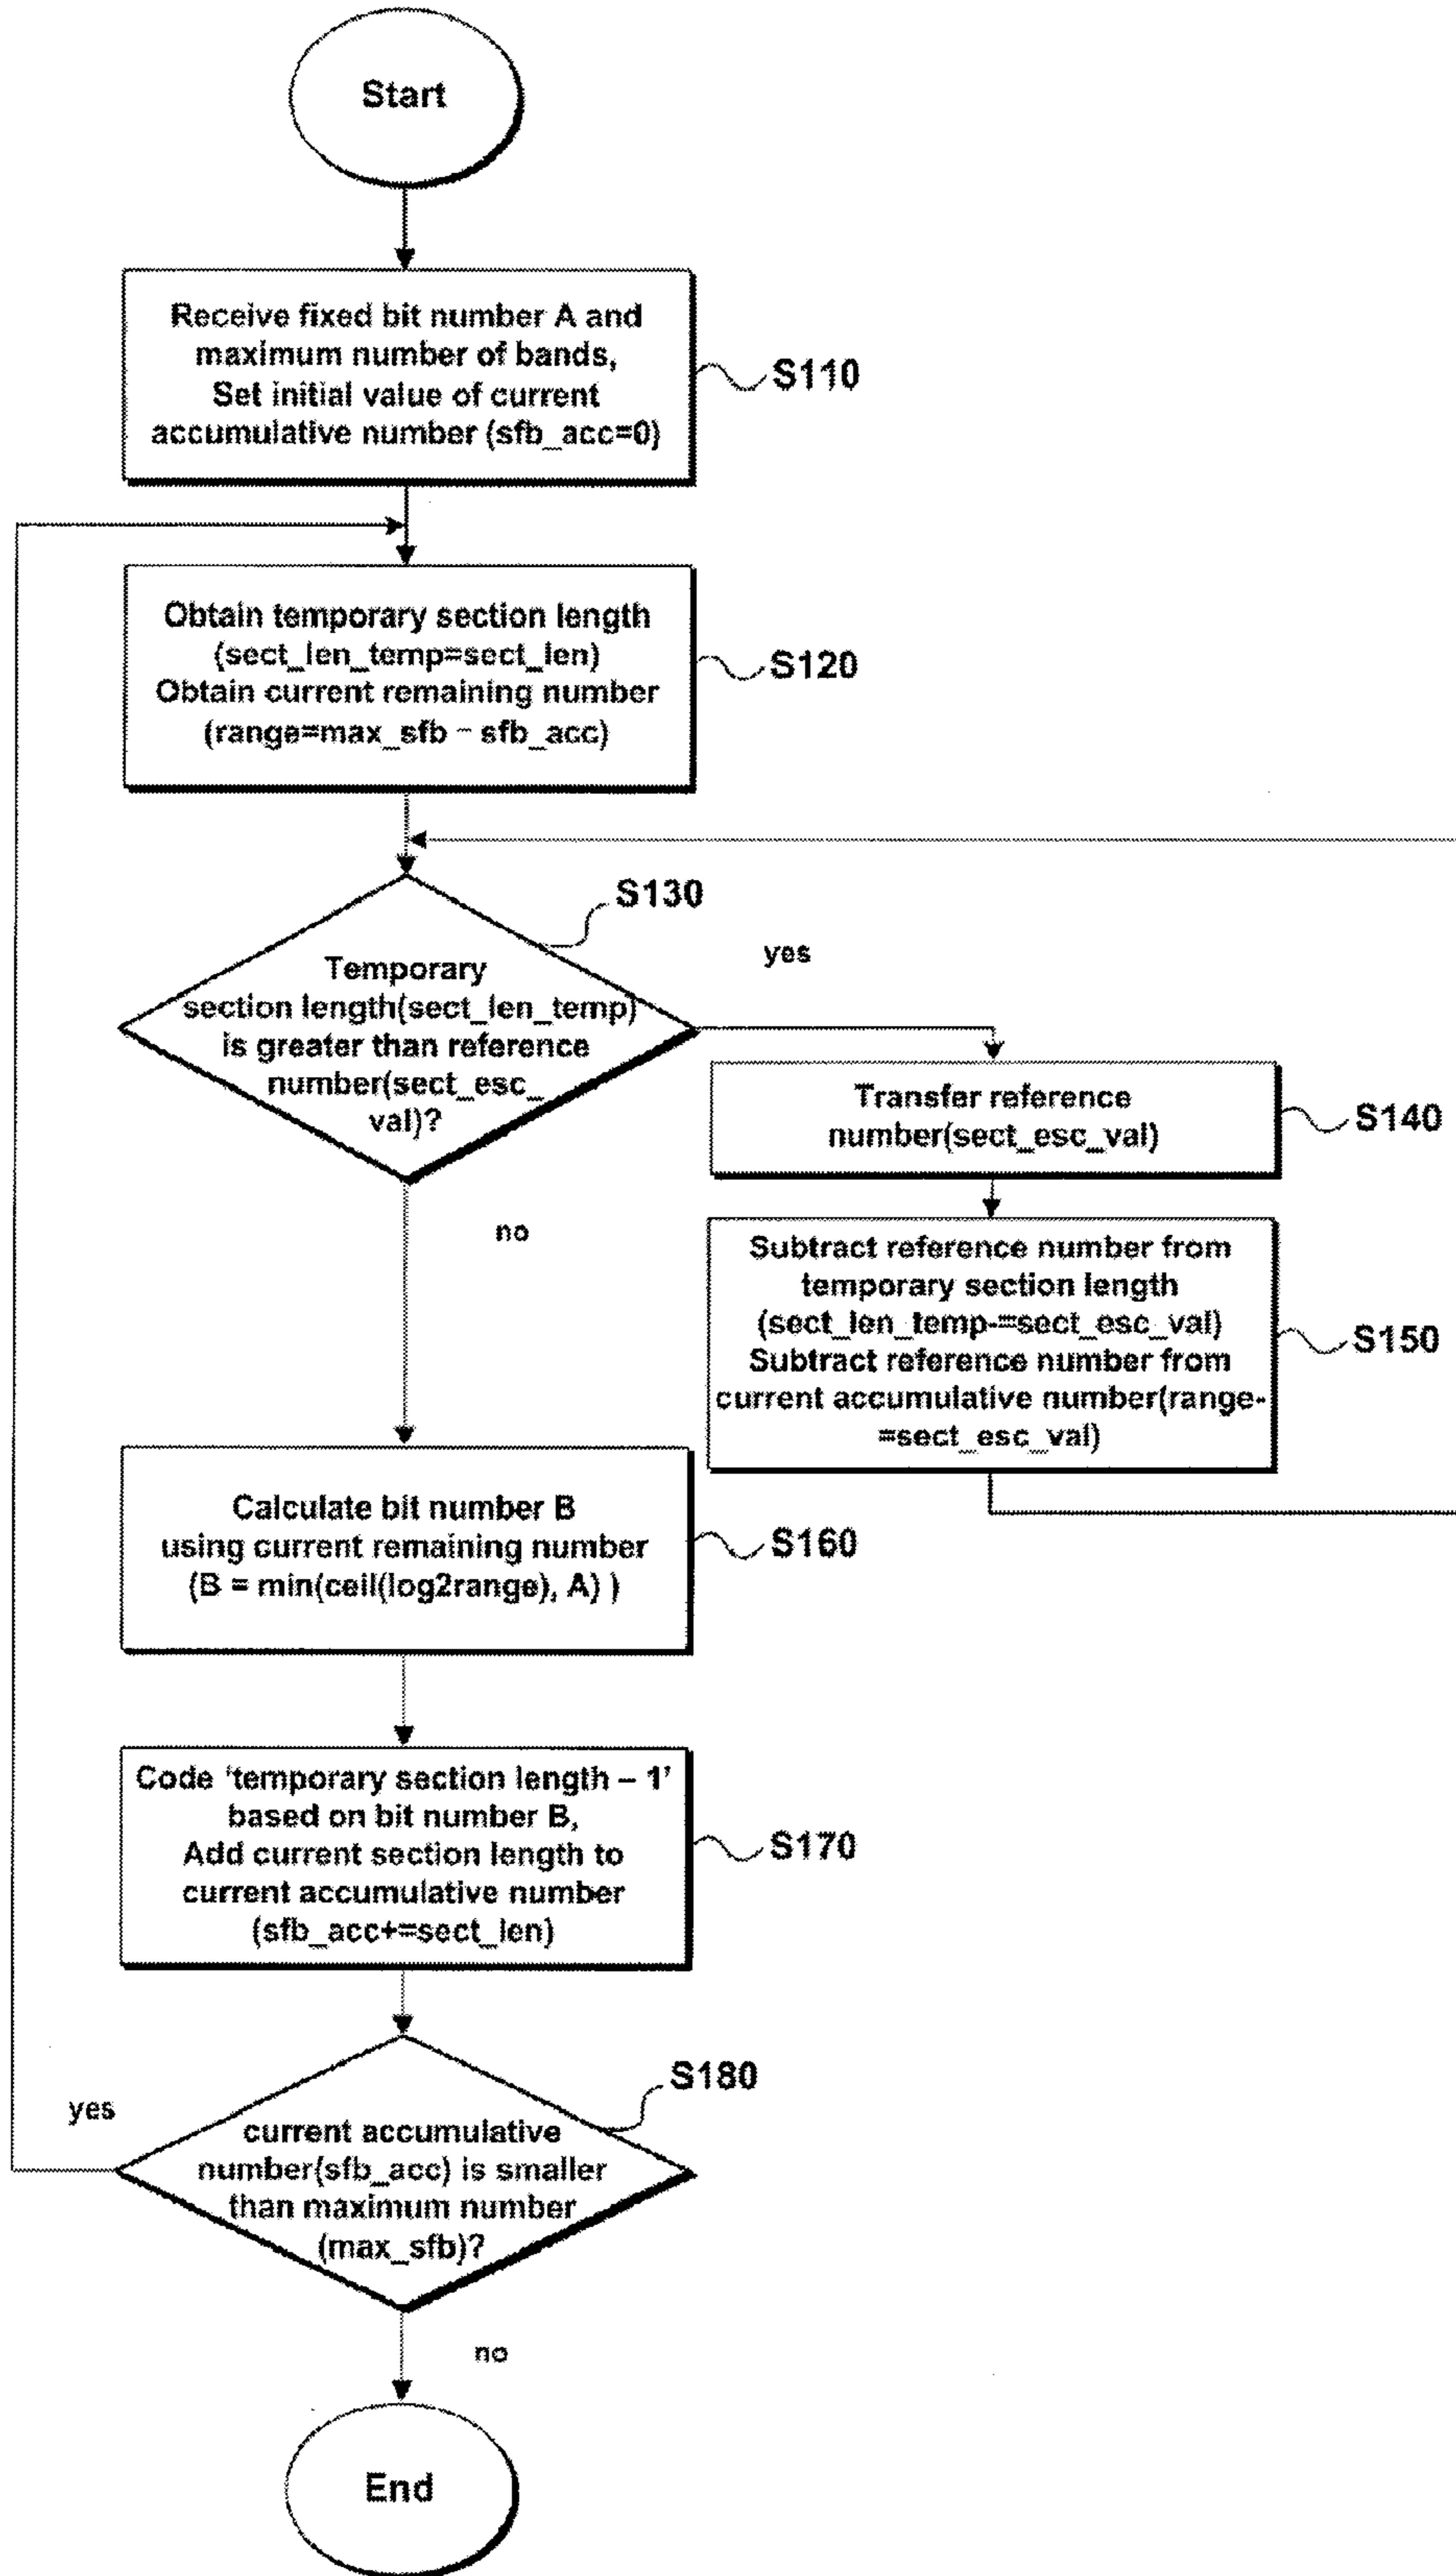 Start
Receive fixed bit number A and
maximum number of bands,
Set initial value of current
accumulative number (sfb_acc=0)
S110
Obtain temporary section length
(sect_len_temp=sect_len)
Obtain current remaining number
(range=max_sfb - sfb_acc)
S120
S130
Temporary
section length(sect_len_temp)
is greater than reference
number(sect_esc_
val)?
yes
no
Transfer reference
number(sect_esc_val)
S140
Subtract reference number from
temporary section length
(sect_len_temp-=sect_esc_val)
Subtract reference number from
current accumulative number(range-
=sect_esc_val)
S150
Calculate bit number B
using current remaining number
(B = min(ceil(log2range), A) )
S160
Code ‘temporary section length – 1’
based on bit number B,
Add current section length to
current accumulative number
(sfb_acc+=sect_len)
S170
S180
yes
current accumulative
number(sfb_acc) is smaller
than maximum number
(max_sfb)?
no
End